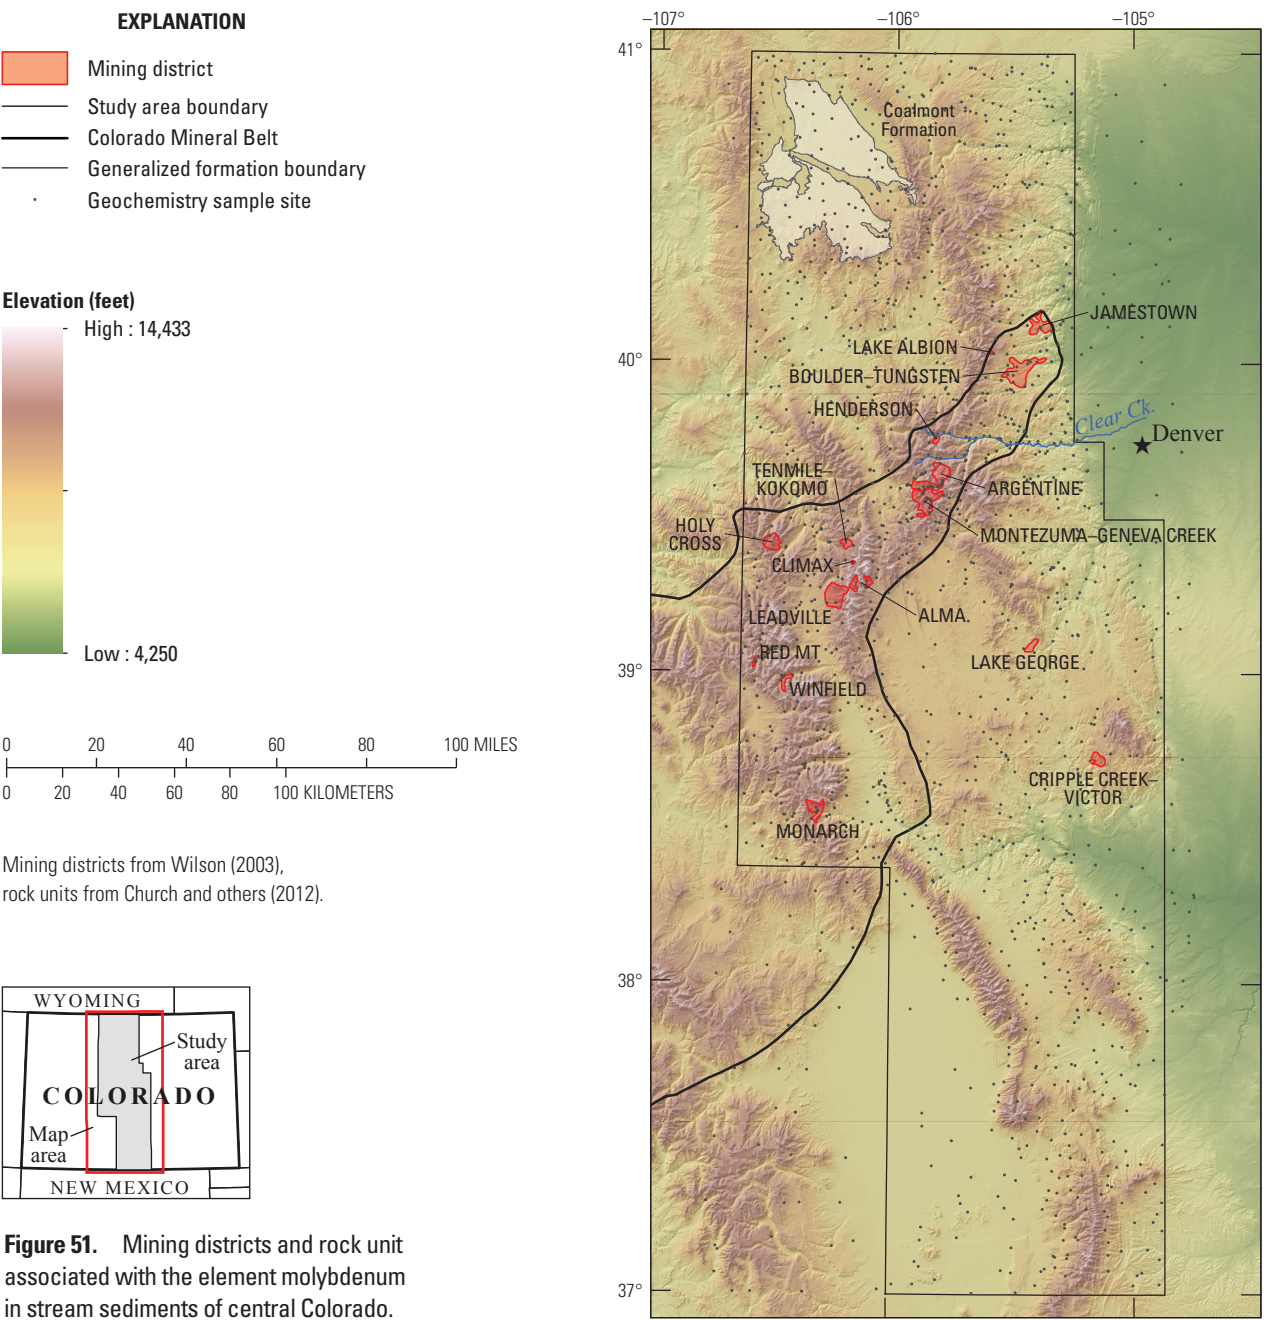 EXPLANATION
Mining district
Study area boundary
Colorado Mineral Belt
Generalized formation boundary
Geochemistry sample site
Elevation (feet)
High : 14,433
Low : 4,250
0 20 40 60 80 100 MILES
0 20 40 60 80 100 KILOMETERS
Mining districts from Wilson (2003),
rock units from Church and others (2012).
WYOMING
Study
area
COLORADO
Map
area
NEW MEXICO
Figure 51. Mining districts and rock unit
associated with the element molybdenum
in stream sediments of central Colorado.
–107° –106° –105°
41°
Coalmont
Formation
JAMESTOWN
LAKE ALBION
40°
BOULDER–TUNGSTEN
HENDERSON
Clear Ck.
Denver
TENMILE–
KOKOMO
ARGENTINE
HOLY
CROSS
MONTEZUMA–GENEVA CREEK
CLIMAX
LEADVILLE
ALMA
RED MT
LAKE GEORGE
39°
WINFIELD
CRIPPLE CREEK–
VICTOR
MONARCH
38°
37°